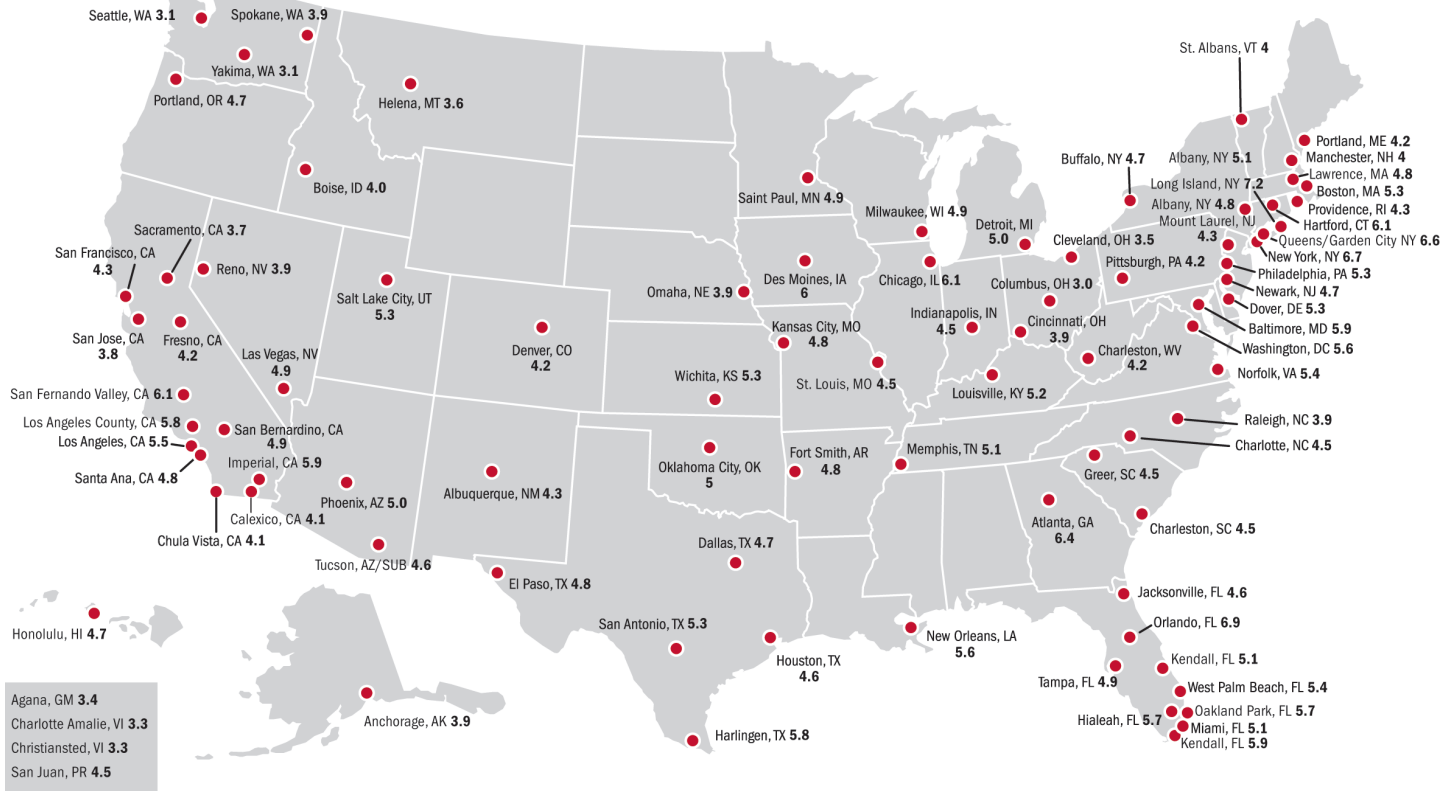 Seattle, WA 3.1
Spokane, WA 3.9
Yakima, WA 3.1
Portland, OR 4.7
Helena, MT 3.6
Boise, ID 4.0
Sacramento, CA 3.7
San Francisco, CA
4.3
Reno, NV 3.9
San Jose, CA
3.8
Fresno, CA
4.2
Las Vegas, NV
4.9
Salt Lake City, UT
5.3
Denver, CO
4.2
San Fernando Valley, CA 6.1
Los Angeles County, CA 5.8
Los Angeles, CA 5.5
San Bernardino, CA
4.9
Santa Ana, CA 4.8
Imperial, CA 5.9
Calexico, CA 4.1
Chula Vista, CA 4.1
Phoenix, AZ 5.0
Tucson, AZ/SUB 4.6
Albuquerque, NM 4.3
El Paso, TX 4.8
Saint Paul, MN 4.9
Milwaukee, WI 4.9
Detroit, MI
5.0
Omaha, NE 3.9
Des Moines, IA
6
Chicago, IL 6.1
Kansas City, MO
4.8
Wichita, KS 5.3
St. Louis, MO 4.5
Indianapolis, IN
4.5
Columbus, OH 3.0
Cleveland, OH 3.5
Cincinnati, OH
3.9
Louisville, KY 5.2
Charleston, WV
4.2
Pittsburgh, PA 4.2
Oklahoma City, OK
5
Fort Smith, AR
4.8
Memphis, TN 5.1
Dallas, TX 4.7
San Antonio, TX 5.3
Houston, TX
4.6
Harlingen, TX 5.8
New Orleans, LA
5.6
St. Albans, VT 4
Buffalo, NY 4.7
Albany, NY 5.1
Long Island, NY 7.2
Albany, NY 4.8
Mount Laurel, NJ
4.3
Portland, ME 4.2
Manchester, NH 4
Lawrence, MA 4.8
Boston, MA 5.3
Providence, RI 4.3
Hartford, CT 6.1
Queens/Garden City NY 6.6
New York, NY 6.7
Philadelphia, PA 5.3
Newark, NJ 4.7
Dover, DE 5.3
Baltimore, MD 5.9
Washington, DC 5.6
Norfolk, VA 5.4
Raleigh, NC 3.9
Charlotte, NC 4.5
Greer, SC 4.5
Atlanta, GA
6.4
Charleston, SC 4.5
Jacksonville, FL 4.6
Orlando, FL 6.9
Kendall, FL 5.1
Tampa, FL 4.9
West Palm Beach, FL 5.4
Oakland Park, FL 5.7
Hialeah, FL 5.7
Miami, FL 5.1
Kendall, FL 5.9
Honolulu, HI 4.7
Anchorage, AK 3.9
Agana, GM 3.4
Charlotte Amalie, VI 3.3
Christiansted, VI 3.3
San Juan, PR 4.5